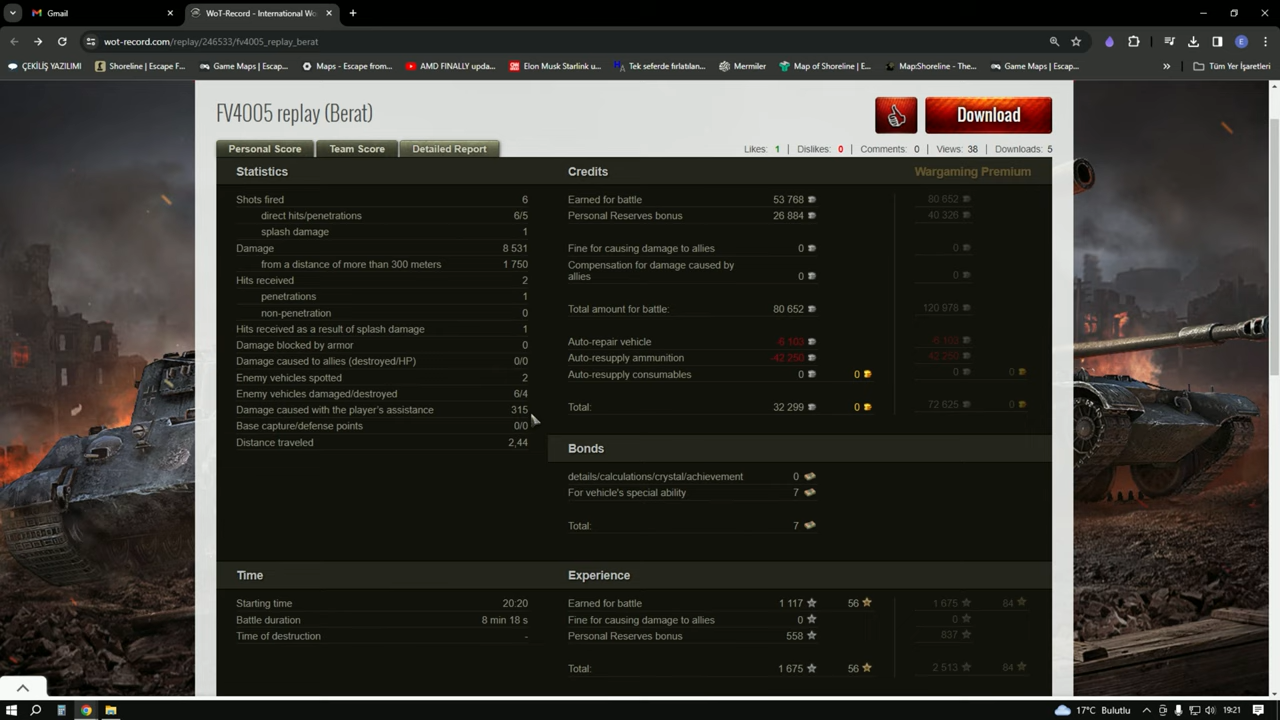 Gmail
WoT-Record - International Wo
wot-record.com/replay/246533/fv4005_replay_berat
ÇEKİLİŞ YAZILIMI
Shoreline | Escape F...
Game Maps | Escap...
Maps - Escape from...
AMD FINALLY upda...
Elon Musk Starlink u...
Tek seferde fırlatılan...
Mermiler
Map of Shoreline | E...
Map:Shoreline - The...
Game Maps | Escap...
»
Tüm Yer İşaretleri
FV4005 replay (Berat)
Download
Personal Score
Team Score
Detailed Report
Likes: 1 | Dislikes: 0 | Comments: 0 | Views: 38 | Downloads: 5
Statistics
Shots fired 6
direct hits/penetrations 6/5
splash damage 1
Damage 8 531
from a distance of more than 300 meters 1 750
Hits received 2
penetrations 1
non-penetration 0
Hits received as a result of splash damage 1
Damage blocked by armor 0
Damage caused to allies (destroyed/HP) 0/0
Enemy vehicles spotted 2
Enemy vehicles damaged/destroyed 6/4
Damage caused with the player's assistance 315
Base capture/defense points 0/0
Distance traveled 2,44
Credits
Wargaming Premium
Earned for battle 53 768 80 652
Personal Reserves bonus 26 884 40 326
Fine for causing damage to allies 0 0
Compensation for damage caused by
allies 0 0
Total amount for battle: 80 652 120 978
Auto-repair vehicle -6 103 -6 103
Auto-resupply ammunition -42 250 -42 250
Auto-resupply consumables 0 0 0 0
Total: 32 299 0 72 625 0
Bonds
details/calculations/crystal/achievement 0
For vehicle's special ability 7
Total: 7
Time
Starting time 20:20
Battle duration 8 min 18 s
Time of destruction -
Experience
Earned for battle 1 117 56 1 675 84
Fine for causing damage to allies 0 0
Personal Reserves bonus 558 837
Total: 1 675 56 2 513 84
17°C Bulutlu
19:21